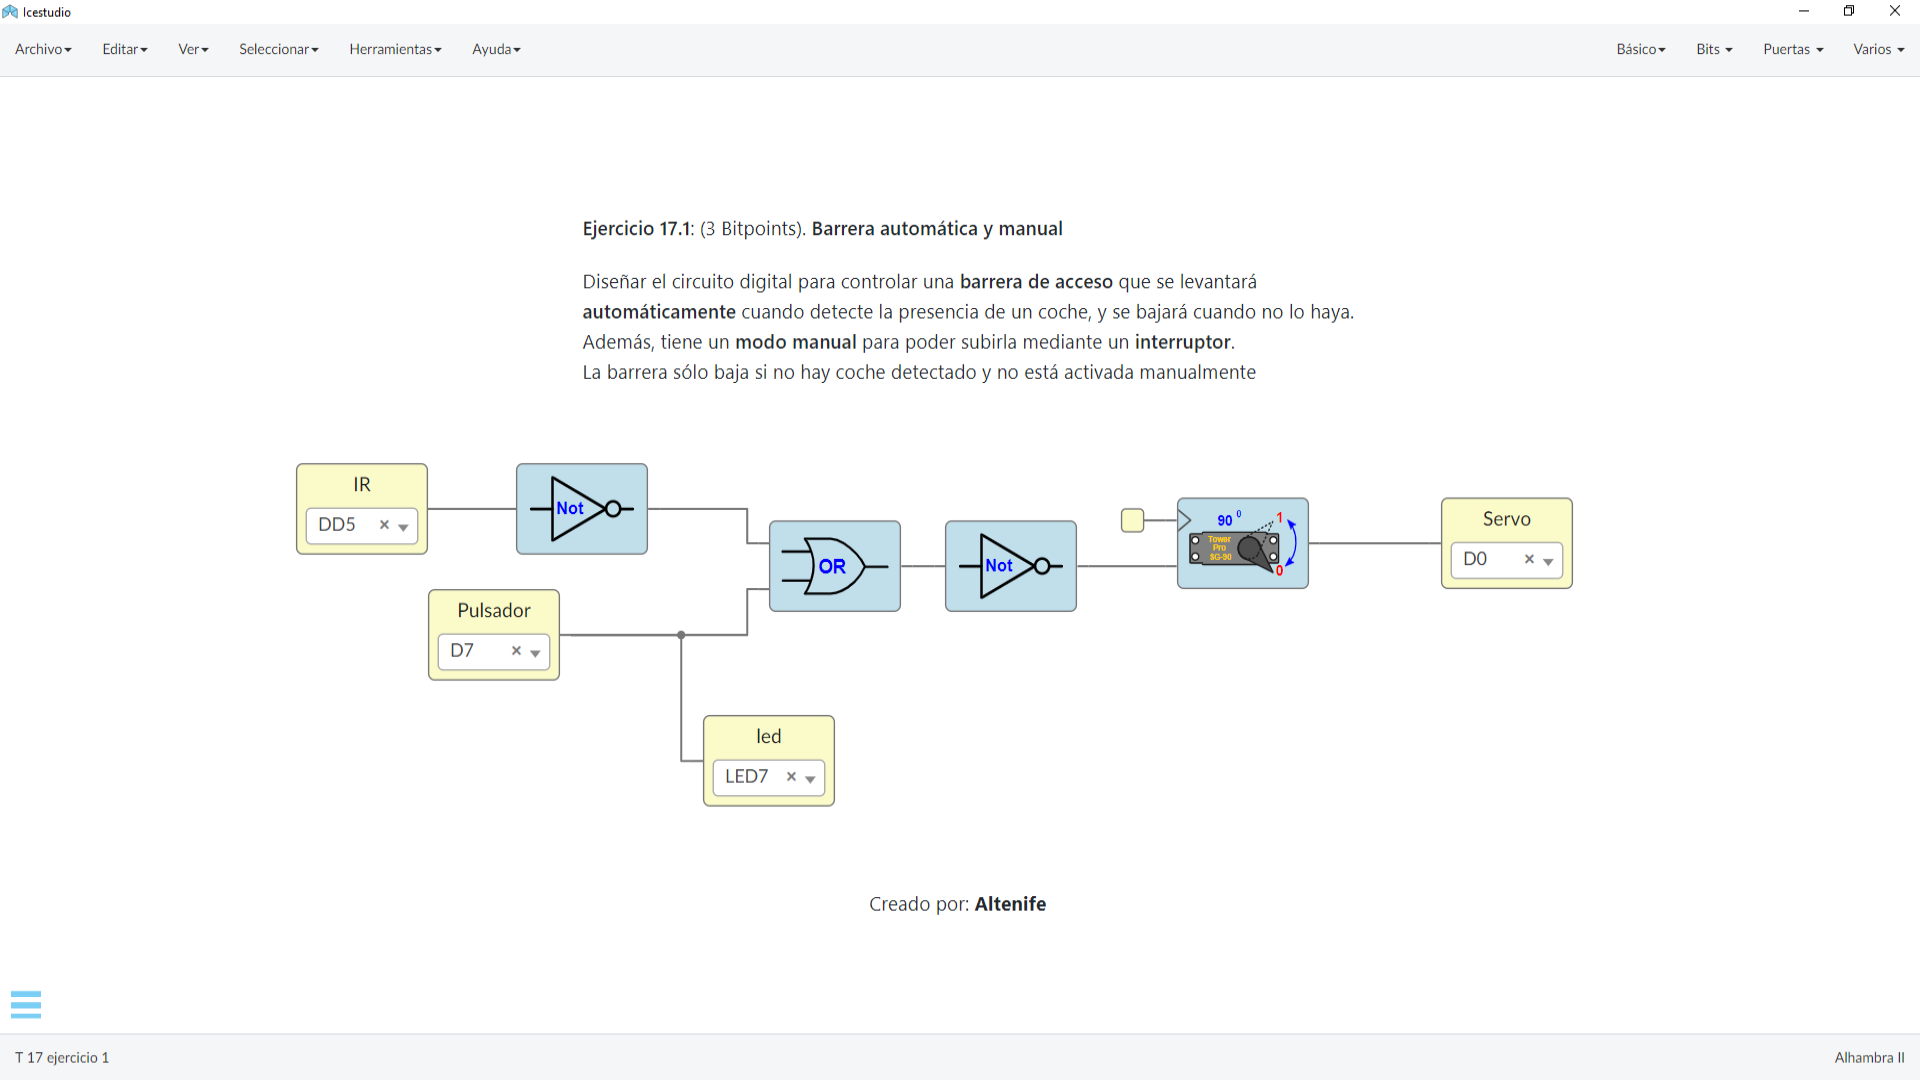 Icestudio
Archivo Editar Ver Seleccionar Herramientas Ayuda Básico Bits Puertas Varios
Ejercicio 17.1: (3 Bitpoints). Barrera automática y manual
Diseñar el circuito digital para controlar una barrera de acceso que se levantará
automáticamente cuando detecte la presencia de un coche, y se bajará cuando no lo haya.
Además, tiene un modo manual para poder subirla mediante un interruptor.
La barrera sólo baja si no hay coche detectado y no está activada manualmente
IR
DD5
Not
Pulsador
D7
OR
Not
90 0
1
Tower
Pro
SG-90
0
Servo
D0
led
LED7
Creado por: Altenife
T 17 ejercicio 1
Alhambra II